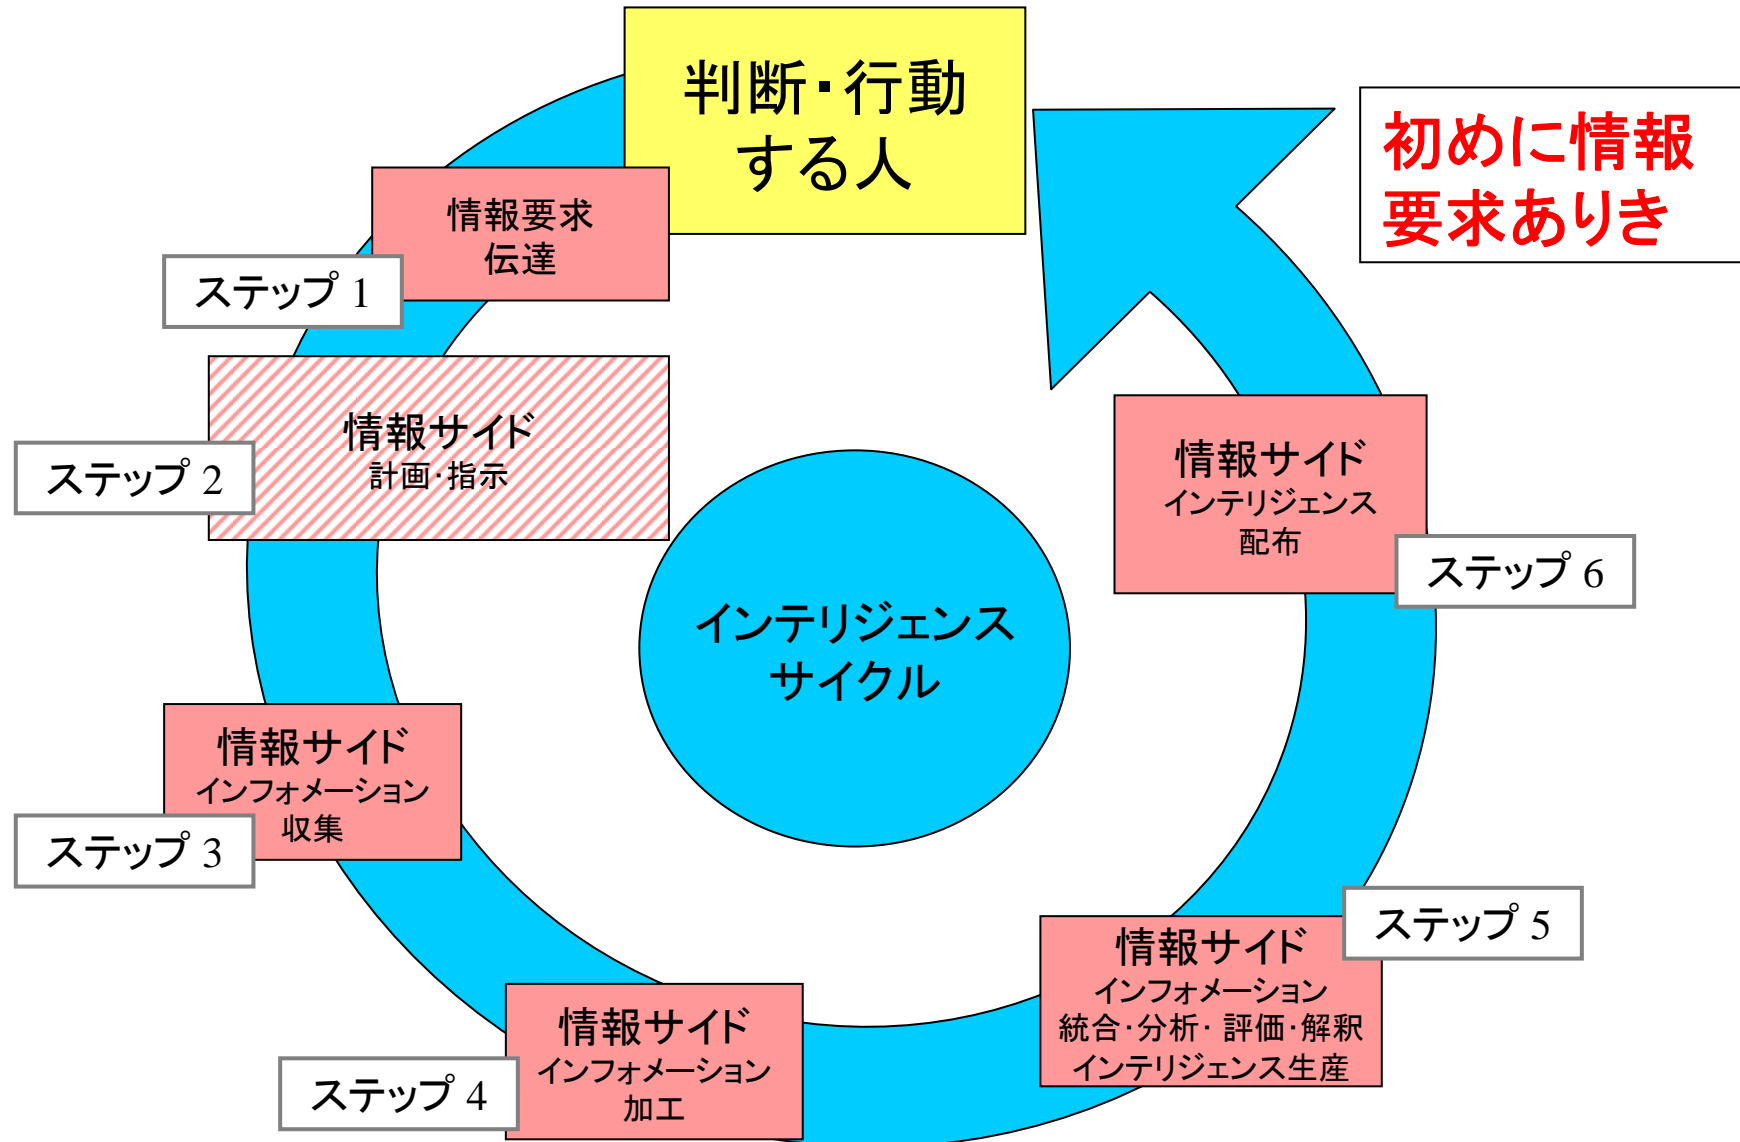 判断・行動
する人
初めに情報
要求ありき
情報要求
伝達
ステップ 1
情報サイド
計画・指示
ステップ 2
情報サイド
インフォメーション
収集
ステップ 3
情報サイド
インフォメーション
加工
ステップ 4
情報サイド
インフォメーション
統合・分析・ 評価・解釈
インテリジェンス生産
ステップ 5
情報サイド
インテリジェンス
配布
ステップ 6
インテリジェンス
サイクル